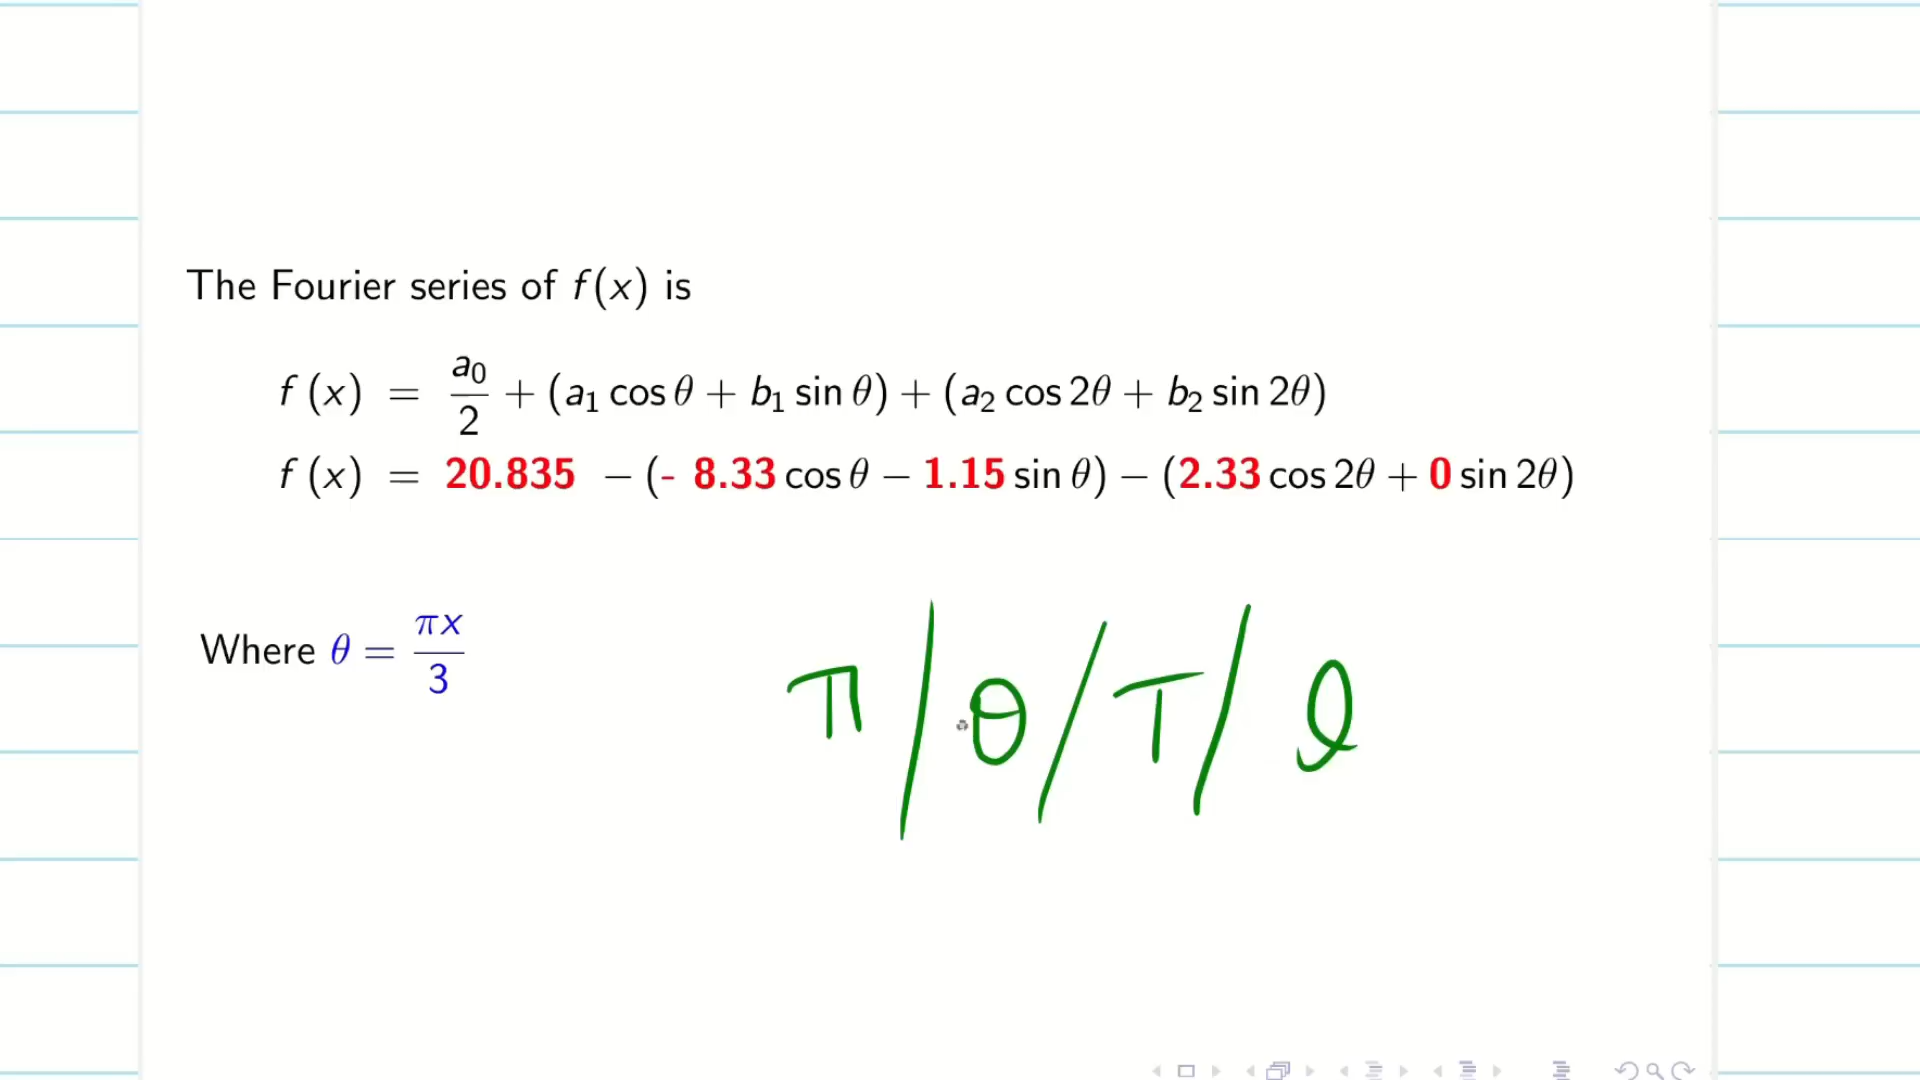 The Fourier series of f(x) is
f (x) = a₀/2 + (a₁ cos θ + b₁ sin θ) + (a₂ cos 2θ + b₂ sin 2θ)
f (x) = 20.835 − (- 8.33 cos θ − 1.15 sin θ) − (2.33 cos 2θ + 0 sin 2θ)
Where θ = πx/3
π / θ / T / l